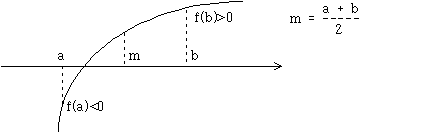 f(b)>0
m = a + b
2
a
m
b
f(a)<0